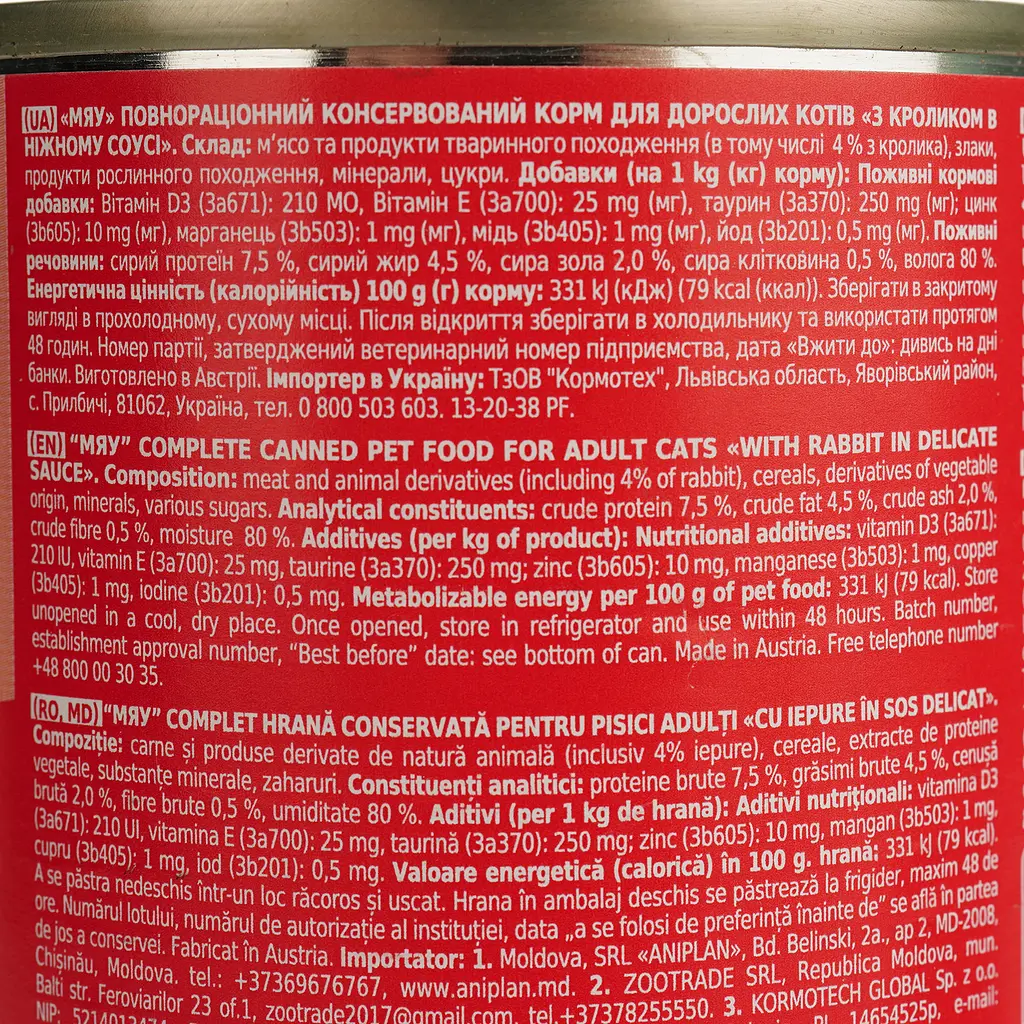 (UA) «МЯУ» ПОВНОРАЦІОННИЙ КОНСЕРВОВАНИЙ КОРМ ДЛЯ ДОРОСЛИХ КОТІВ «З КРОЛИКОМ В
НІЖНОМУ СОУСІ». Склад: м’ясо та продукти тваринного походження (в тому числі 4 % з кролика), злаки,
продукти рослинного походження, мінерали, цукри. Добавки (на 1 kg (кг) корму): Поживні кормові
добавки: Вітамін D3 (3a671): 210 МО, Вітамін Е (3a700): 25 mg (мг), таурин (3a370): 250 mg (мг); цинк
(3b605): 10 mg (мг), марганець (3b503): 1 mg (мг), мідь (3b405): 1 mg (мг), йод (3b201): 0,5 mg (мг). Поживні
речовини: сирий протеїн 7,5 %, сирий жир 4,5 %, сира зола 2,0 %, сира клітковина 0,5 %, волога 80 %.
Енергетична цінність (калорійність) 100 g (г) корму: 331 kJ (кДж) (79 kcal (ккал)). Зберігати в закритому
вигляді в прохолодному, сухому місці. Після відкриття зберігати в холодильнику та використати протягом
48 годин. Номер партії, затверджений ветеринарний номер підприємства, дата «Вжити до»: дивись на дні
банки. Виготовлено в Австрії. Імпортер в Україну: ТзОВ "Кормотех", Львівська область, Яворівський район,
с. Прилбичі, 81062, Україна, тел. 0 800 503 603. 13-20-38 PF.
(EN) “МЯУ” COMPLETE CANNED PET FOOD FOR ADULT CATS «WITH RABBIT IN DELICATE
SAUCE». Composition: meat and animal derivatives (including 4% of rabbit), cereals, derivatives of vegetable
origin, minerals, various sugars. Analytical constituents: crude protein 7,5 %, crude fat 4,5 %, crude ash 2,0 %,
crude fibre 0,5 %, moisture 80 %. Additives (per kg of product): Nutritional additives: vitamin D3 (3a671):
210 IU, vitamin E (3a700): 25 mg, taurine (3a370): 250 mg; zinc (3b605): 10 mg, manganese (3b503): 1 mg, copper
(3b405): 1 mg, iodine (3b201): 0,5 mg. Metabolizable energy per 100 g of pet food: 331 kJ (79 kcal). Store
unopened in a cool, dry place. Once opened, store in refrigerator and use within 48 hours. Batch number,
establishment approval number, “Best before” date: see bottom of can. Made in Austria. Free telephone number
+48 800 00 30 35.
(RO, MD) “МЯУ” COMPLET HRANĂ CONSERVATĂ PENTRU PISICI ADULȚI «CU IEPURE ÎN SOS DELICAT».
Compoziție: carne și produse derivate de natură animală (inclusiv 4% iepure), cereale, extracte de proteine
vegetale, substanțe minerale, zaharuri. Constituenți analitici: proteine brute 7,5 %, grăsimi brute 4,5 %, cenușă
brută 2,0 %, fibre brute 0,5 %, umiditate 80 %. Aditivi (per 1 kg de hrană): Aditivi nutriționali: vitamina D3
(3a671): 210 UI, vitamina E (3a700): 25 mg, taurină (3a370): 250 mg; zinc (3b605): 10 mg, mangan (3b503): 1 mg,
cupru (3b405); 1 mg, iod (3b201): 0,5 mg. Valoare energetică (calorică) în 100 g. hrană: 331 kJ (79 kcal).
A se păstra nedeschis într-un loc răcoros și uscat. Hrana în ambalaj deschis se păstrează la frigider, maxim 48 de
ore. Numărul lotului, numărul de autorizație al instituției, data „a se folosi de preferință înainte de” se află în partea
de jos a conservei. Fabricat în Austria. Importator: 1. Moldova, SRL «ANIPLAN», Bd. Belinski, 2a., ap 2, MD-2008,
Chișinău, Moldova. tel.: +37369676767, www.aniplan.md. 2. ZOOTRADE SRL, Republica Moldova, mun.
Balti str. Feroviarilor 23 of.1, zootrade2017@gmail.com, tel.+37378255550. 3. KORMOTECH GLOBAL Sp. z o.o.
NIP: PL, 14654525p, e-mail: